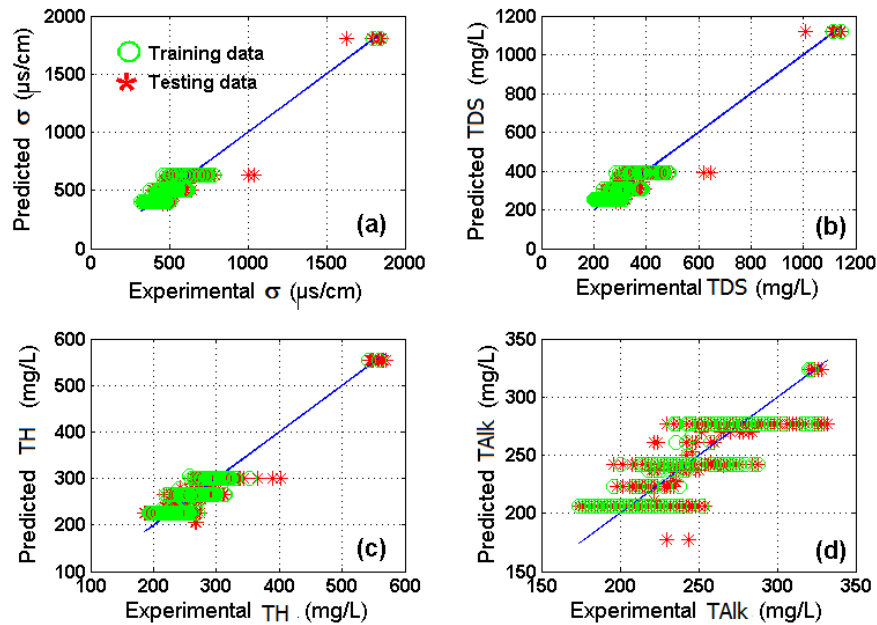 2000
1500
1000
500
0
Predicted σ (µs/cm)
Training data
Testing data
(a)
0 500 1000 1500 2000
Experimental σ (µs/cm)
1200
1000
800
600
400
200
0
Predicted TDS (mg/L)
(b)
0 200 400 600 800 1000 1200
Experimental TDS (mg/L)
600
500
400
300
200
100
Predicted TH (mg/L)
(c)
100 200 300 400 500 600
Experimental TH (mg/L)
350
300
250
200
150
Predicted TAlk (mg/L)
(d)
150 200 250 300 350
Experimental TAlk (mg/L)